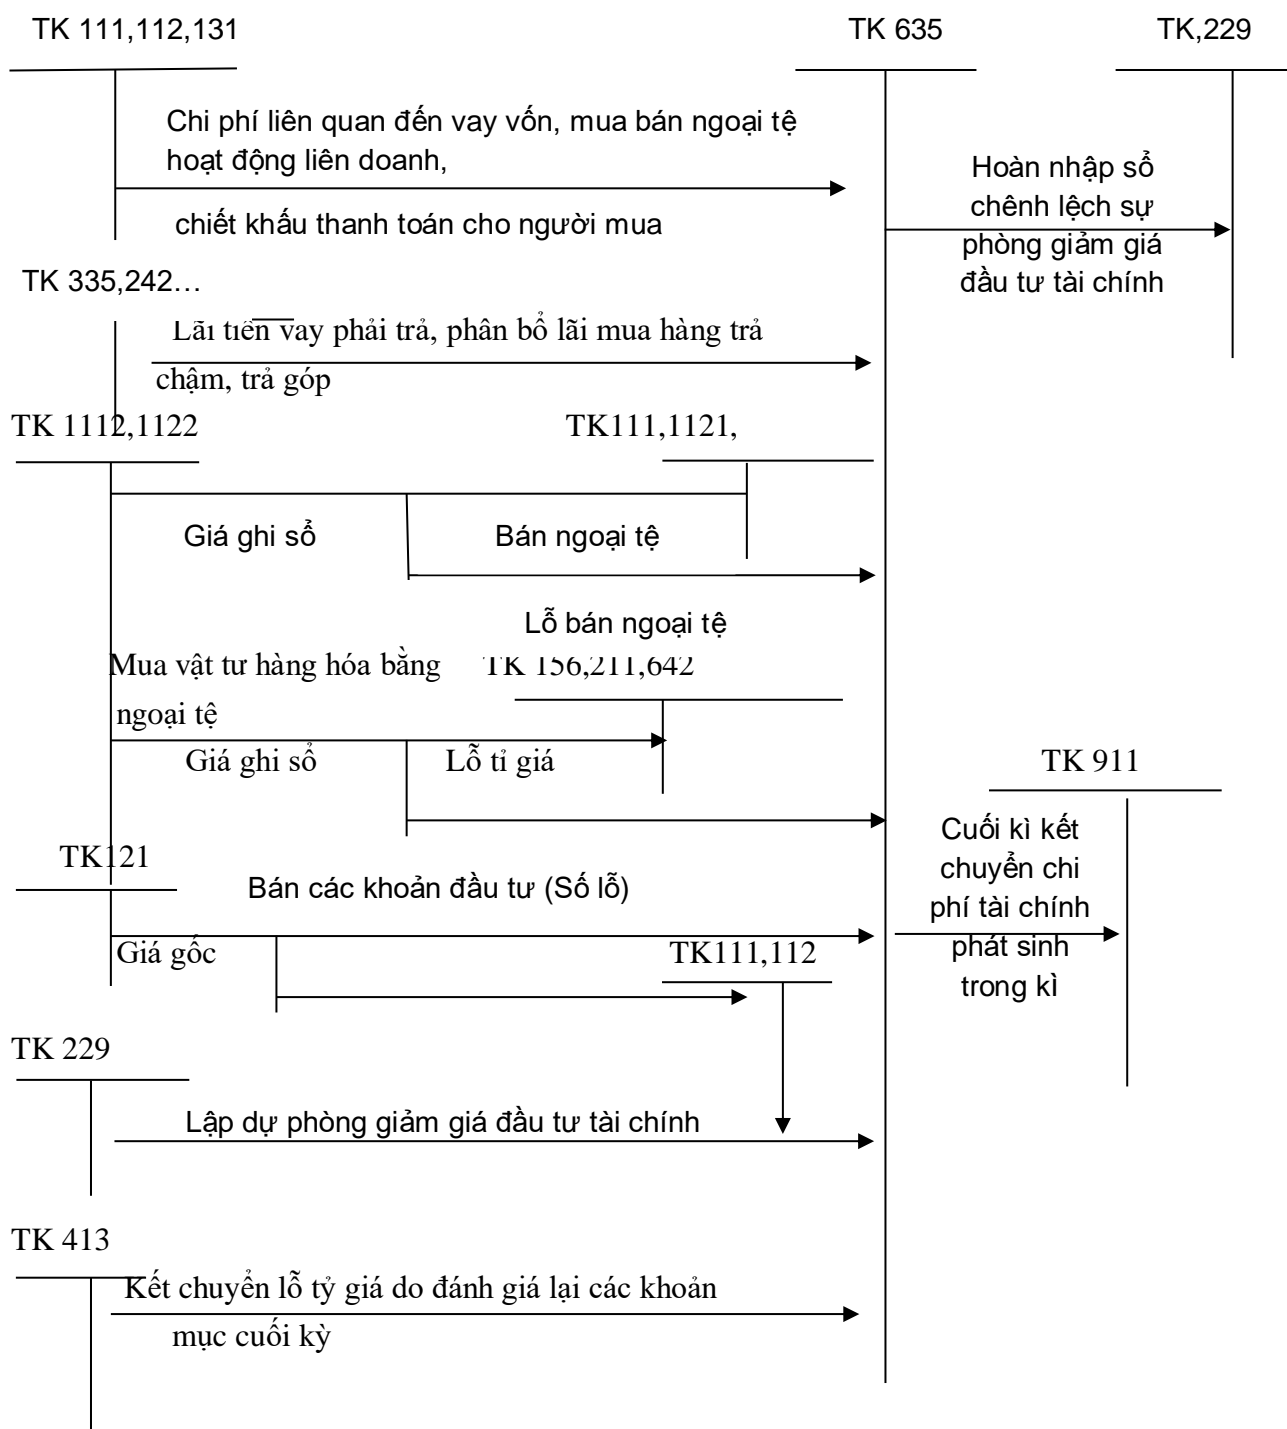 TK 111,112,131
TK 635
TK,229
Chi phí liên quan đến vay vốn, mua bán ngoại tệ
hoạt động liên doanh,
chiết khấu thanh toán cho người mua
Hoàn nhập sổ
chênh lệch sự
phòng giảm giá
đầu tư tài chính
TK 335,242…
Lãi tiền vay phải trả, phân bổ lãi mua hàng trả
chậm, trả góp
TK 1112,1122
TK111,1121,
Giá ghi sổ
Bán ngoại tệ
Lỗ bán ngoại tệ
Mua vật tư hàng hóa bằng
ngoại tệ
TK 156,211,642
Giá ghi sổ
Lỗ tỉ giá
TK 911
TK121
Bán các khoản đầu tư (Số lỗ)
Cuối kì kết
chuyển chi
phí tài chính
phát sinh
trong kì
Giá gốc
TK111,112
TK 229
Lập dự phòng giảm giá đầu tư tài chính
TK 413
Kết chuyển lỗ tỷ giá do đánh giá lại các khoản
mục cuối kỳ